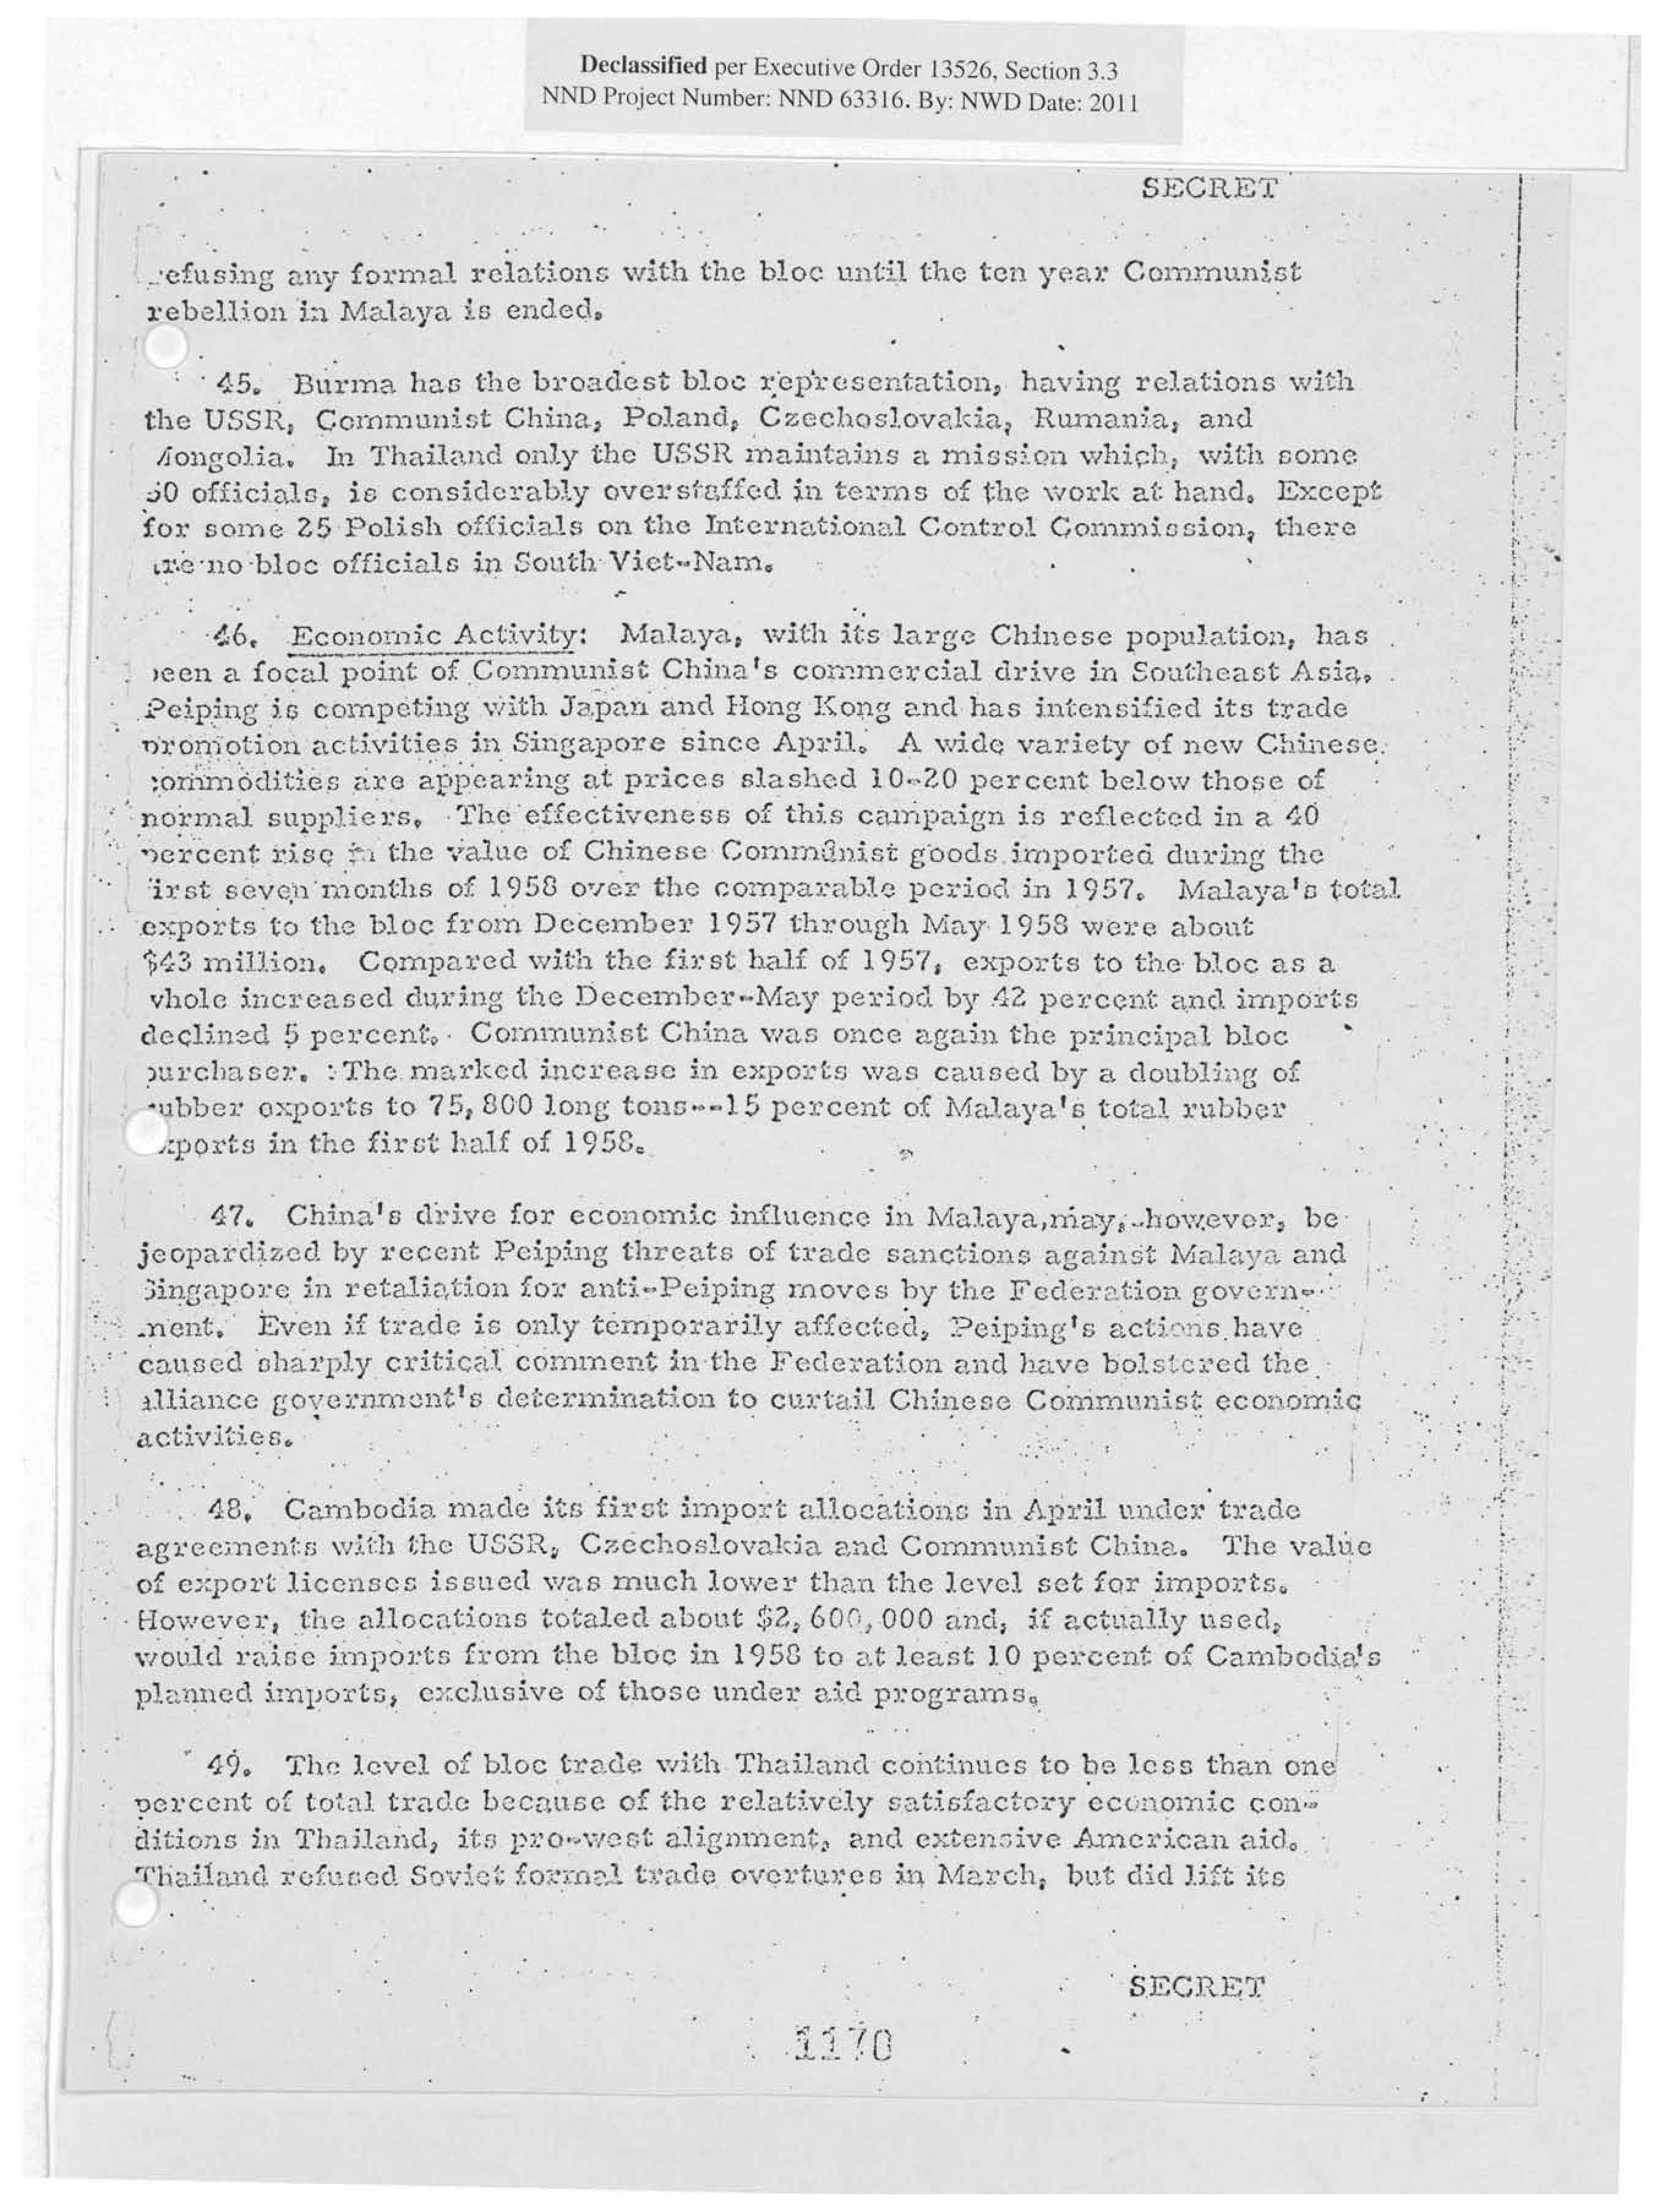 Declassified per Executive Order 13526, Section 3.3
NND Project Number: NND 63316. By: NWD Date: 2011
SECRET
refusing any formal relations with the bloc until the ten year Communist
rebellion in Malaya is ended.
45. Burma has the broadest bloc representation, having relations with
the USSR, Communist China, Poland, Czechoslovakia, Rumania, and
Mongolia. In Thailand only the USSR maintains a mission which, with some
officials, is considerably overstaffed in terms of the work at hand. Except
for some 25 Polish officials on the International Control Commission, there
are no bloc officials in South Viet-Nam.
46. Economic Activity: Malaya, with its large Chinese population, has
been a focal point of Communist China's commercial drive in Southeast Asia.
Peiping is competing with Japan and Hong Kong and has intensified its trade
promotion activities in Singapore since April. A wide variety of new Chinese
commodities are appearing at prices slashed 10-20 percent below those of
normal suppliers. The effectiveness of this campaign is reflected in a 40
percent rise in the value of Chinese Communist goods imported during the
first seven months of 1958 over the comparable period in 1957. Malaya's total
exports to the bloc from December 1957 through May 1958 were about
$43 million. Compared with the first half of 1957, exports to the bloc as a
whole increased during the December-May period by 42 percent and imports
declined 5 percent. Communist China was once again the principal bloc
purchaser. The marked increase in exports was caused by a doubling of
rubber exports to 75,800 long tons--15 percent of Malaya's total rubber
exports in the first half of 1958.
47. China's drive for economic influence in Malaya, may, however, be
jeopardized by recent Peiping threats of trade sanctions against Malaya and
Singapore in retaliation for anti-Peiping moves by the Federation govern-
ment. Even if trade is only temporarily affected, Peiping's actions have
caused sharply critical comment in the Federation and have bolstered the
alliance government's determination to curtail Chinese Communist economic
activities.
48. Cambodia made its first import allocations in April under trade
agreements with the USSR, Czechoslovakia and Communist China. The value
of export licenses issued was much lower than the level set for imports.
However, the allocations totaled about $2,600,000 and, if actually used,
would raise imports from the bloc in 1958 to at least 10 percent of Cambodia's
planned imports, exclusive of those under aid programs.
49. The level of bloc trade with Thailand continues to be less than one
percent of total trade because of the relatively satisfactory economic con-
ditions in Thailand, its pro-west alignment, and extensive American aid.
Thailand refused Soviet formal trade overtures in March, but did lift its
SECRET
1170